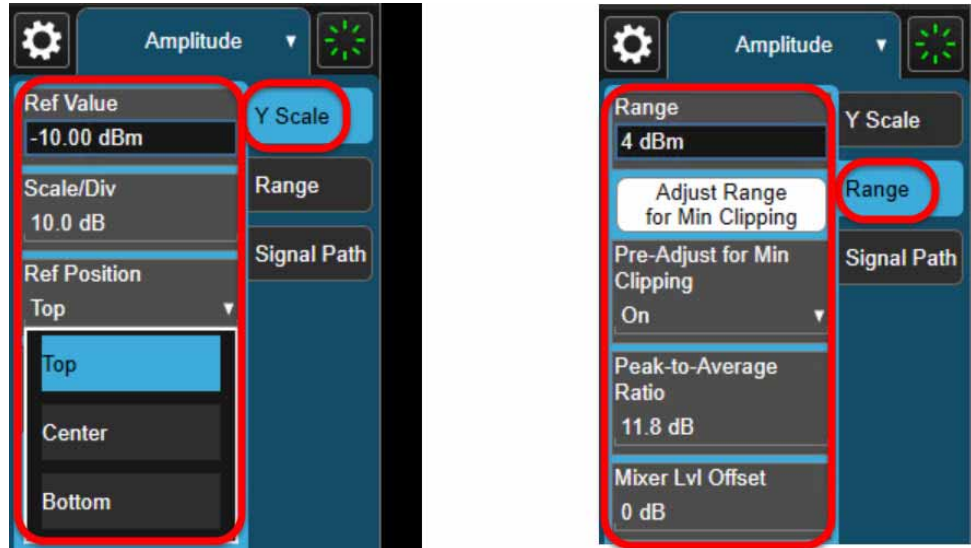 Amplitude
Ref Value
-10.00 dBm
Scale/Div
10.0 dB
Ref Position
Top
Top
Center
Bottom
Y Scale
Range
Signal Path
Amplitude
Range
4 dBm
Adjust Range
for Min Clipping
Pre-Adjust for Min
Clipping
On
Peak-to-Average
Ratio
11.8 dB
Mixer Lvl Offset
0 dB
Y Scale
Range
Signal Path